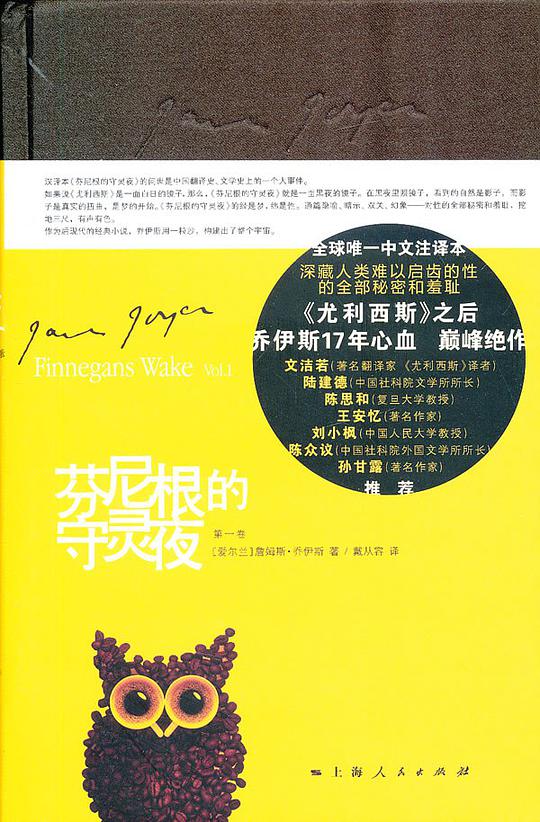 James Joyce
汉译本《芬尼根的守灵夜》的问世是中国翻译史、文学史上的一个大事件。
如果说《尤利西斯》是一面白日的镜子，那么，《芬尼根的守灵夜》就是一面黑夜的镜子。在黑夜里照镜子，看到的自然是影子，而影
子是真实的扭曲，是梦的开始。《芬尼根的守灵夜》的经是梦，纬是性。通篇隐喻、暗示、双关、幻象——对性的全部秘密和羞耻，挖
地三尺，有声有色。
作为后现代的经典小说，乔伊斯用一粒沙，构建出了整个宇宙。
全球唯一中文注译本
深藏人类难以启齿的性
的全部秘密和羞耻
《尤利西斯》之后
乔伊斯17年心血 巅峰绝作
文洁若（著名翻译家《尤利西斯》译者）
陆建德（中国社科院文学所所长）
陈思和（复旦大学教授）
王安忆（著名作家）
刘小枫（中国人民大学教授）
陈众议（中国社科院外国文学所所长）
孙甘露（著名作家）
推荐
James Joyce
Finnegans Wake Vol.1
芬尼根的
守灵夜
第一卷
［爱尔兰］詹姆斯·乔伊斯 著/戴从容 译
上海人民出版社